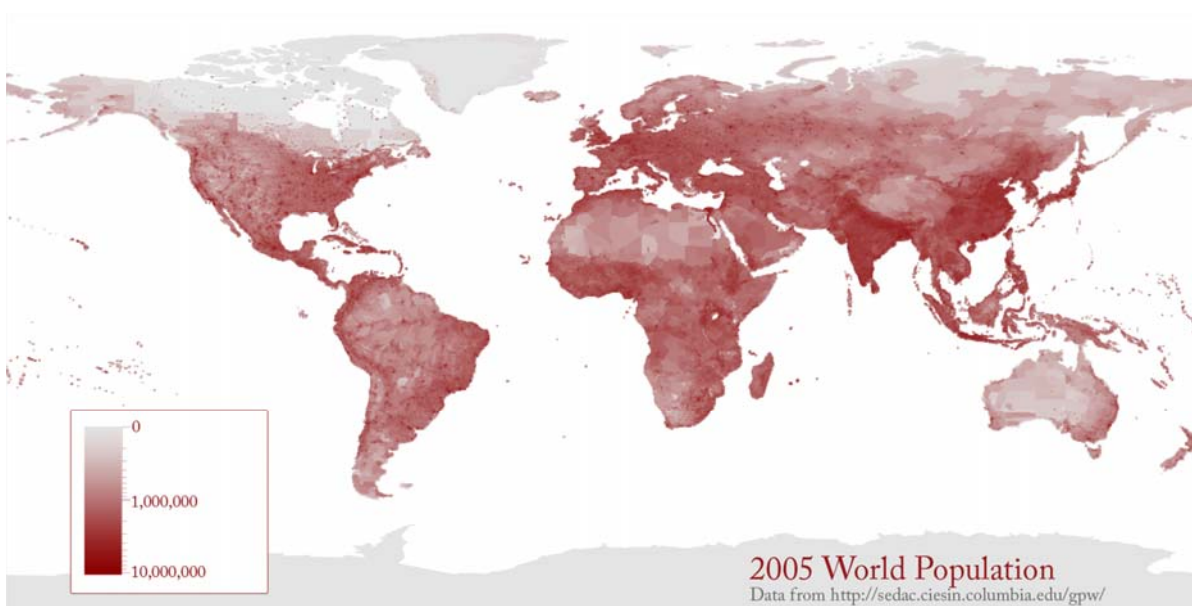 0
1,000,000
10,000,000
2005 World Population
Data from http://sedac.ciesin.columbia.edu/gpw/